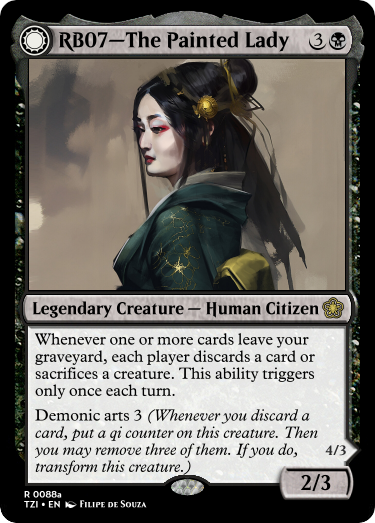 RB07—The Painted Lady 3
Legendary Creature — Human Citizen
Whenever one or more cards leave your
graveyard, each player discards a card or
sacrifices a creature. This ability triggers
only once each turn.
Demonic arts 3 (Whenever you discard a
card, put a qi counter on this creature. Then
you may remove three of them. If you do,
transform this creature.)
4/3
2/3
R 0088a
TZI • EN Filipe de Souza